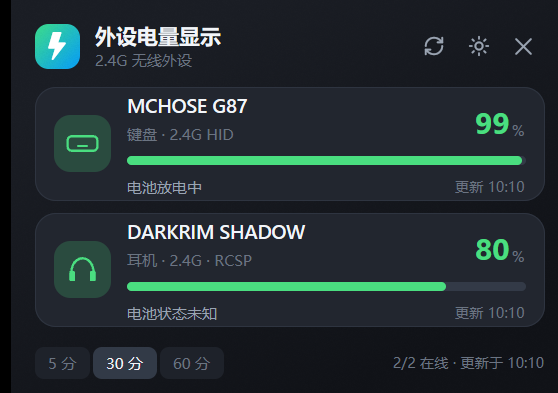 外设电量显示
2.4G 无线外设
MCHOSE G87
99%
键盘 · 2.4G HID
电池放电中
更新 10:10
DARKRIM SHADOW
80%
耳机 · 2.4G · RCSP
电池状态未知
更新 10:10
5 分 30 分 60 分
2/2 在线 · 更新于 10:10